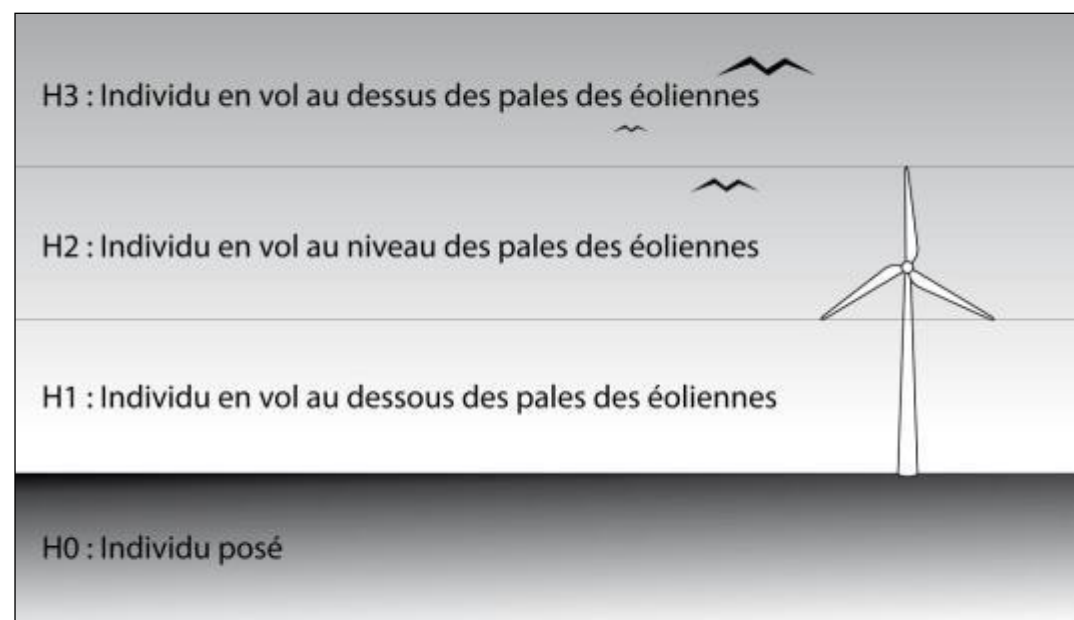 H3 : Individu en vol au dessus des pales des éoliennes
H2 : Individu en vol au niveau des pales des éoliennes
H1 : Individu en vol au dessous des pales des éoliennes
H0 : Individu posé